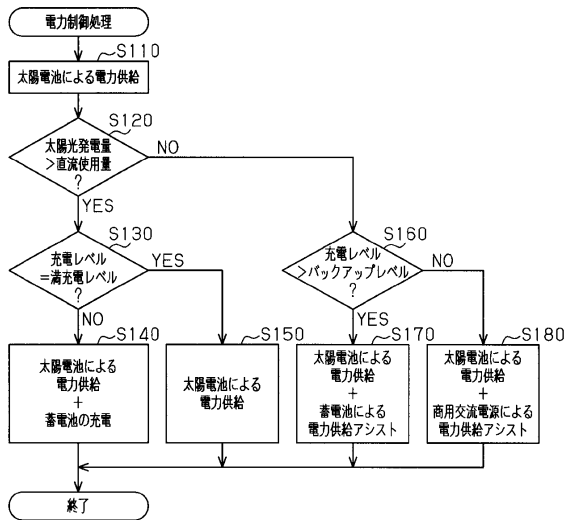 電力制御処理
S110
太陽電池による電力供給
S120
太陽光発電量
>直流使用量
?
NO
YES
S130
充電レベル
=満充電レベル
?
YES
NO
S160
充電レベル
>バックアップレベル
?
NO
YES
S140
太陽電池による
電力供給
+
蓄電池の充電
S150
太陽電池による
電力供給
S170
太陽電池による
電力供給
+
蓄電池による
電力供給アシスト
S180
太陽電池による
電力供給
+
商用交流電源による
電力供給アシスト
終了